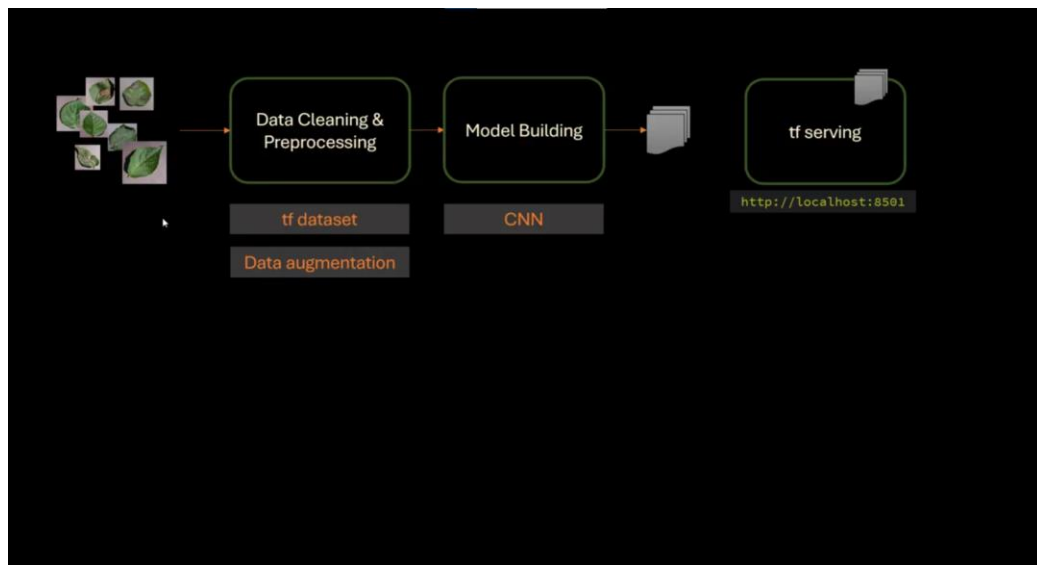 Data Cleaning &
Preprocessing
Model Building
tf serving
http://localhost:8501
tf dataset
CNN
Data augmentation